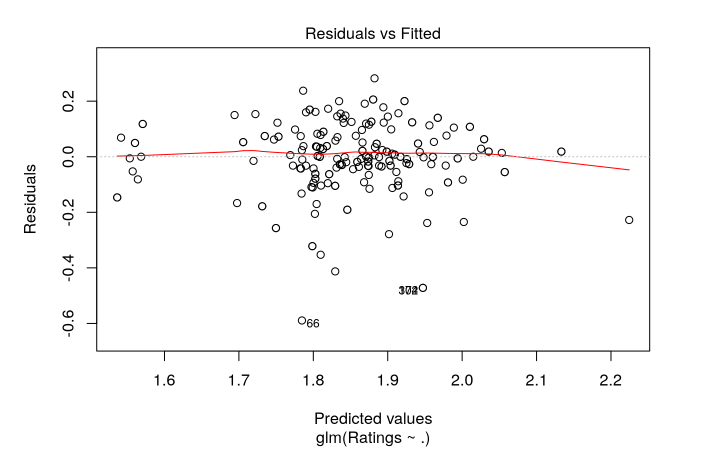 Residuals vs Fitted
Residuals
0.2
0.0
-0.2
-0.4
-0.6
66
1.6 1.7 1.8 1.9 2.0 2.1 2.2
Predicted values
glm(Ratings ~ .)